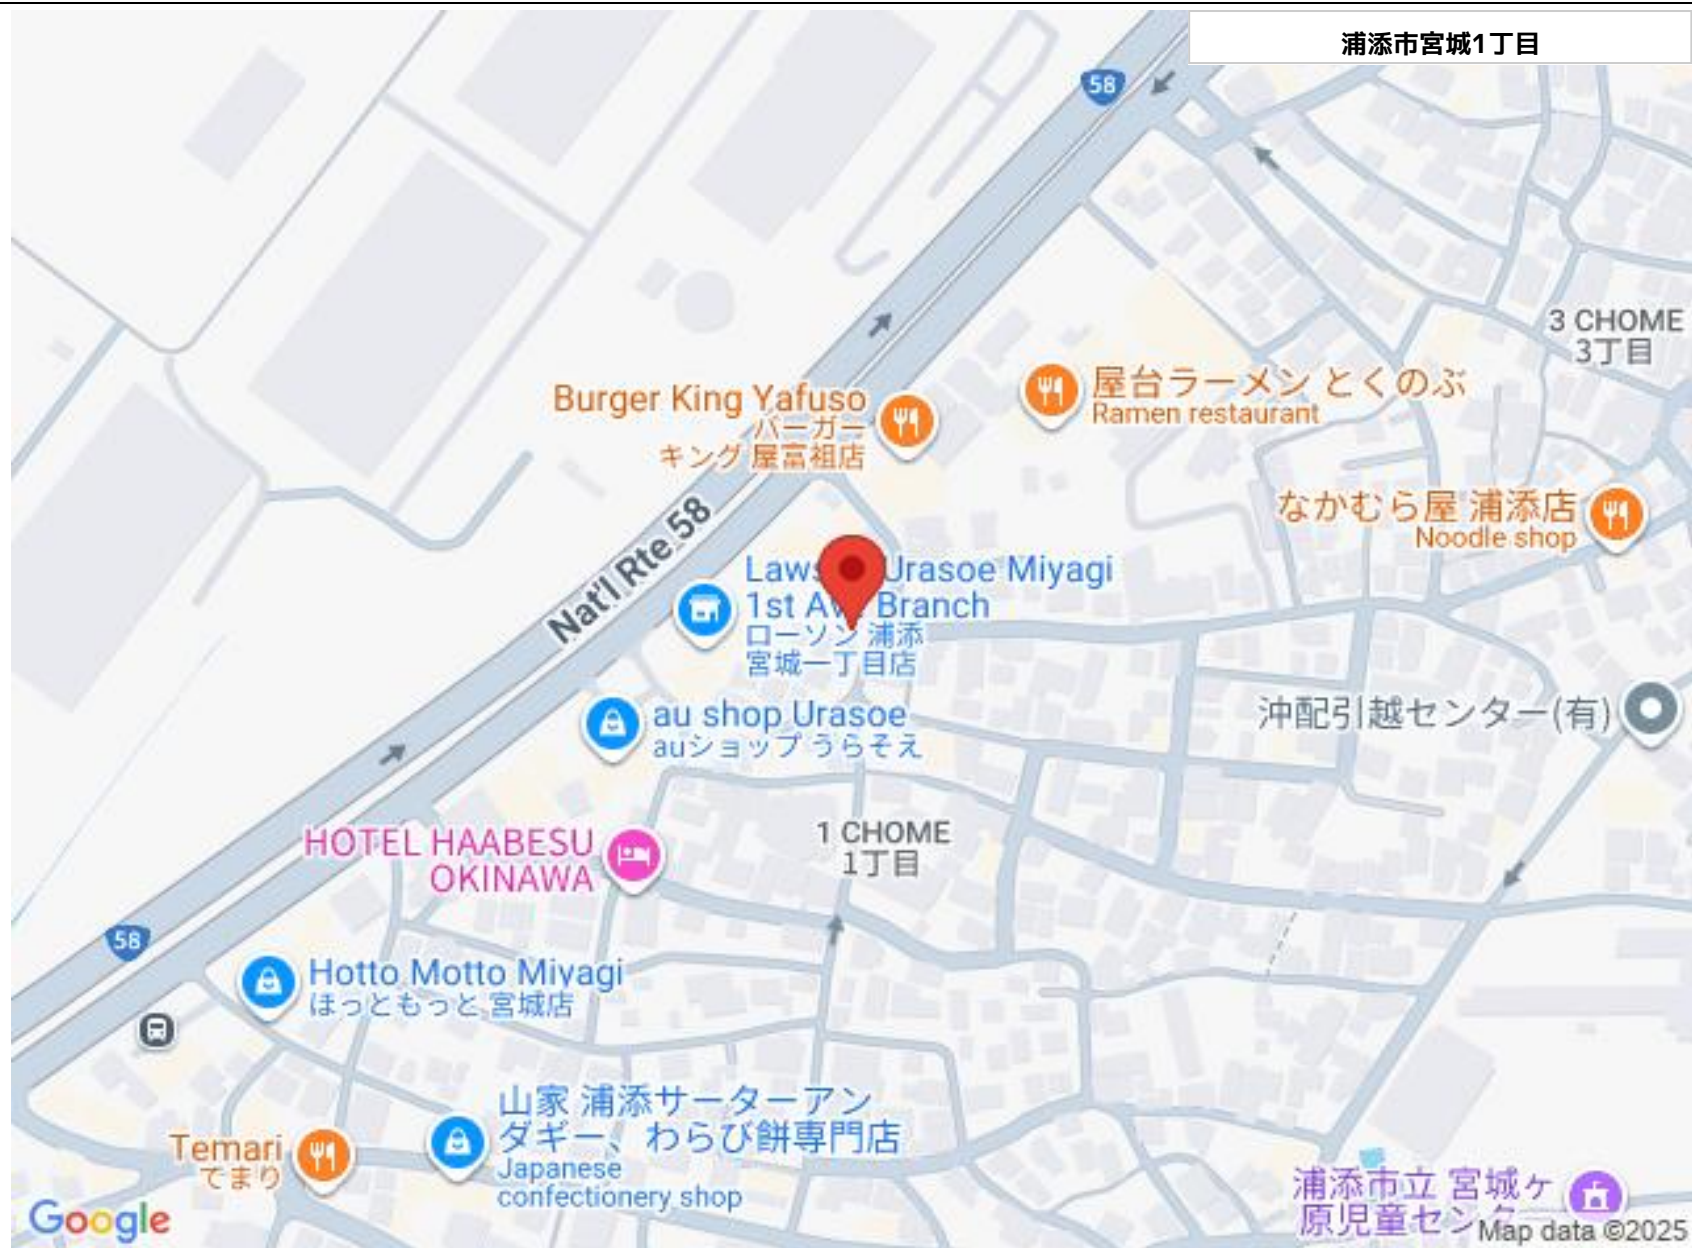 浦添市宮城1丁目
58
3 CHOME
3丁目
Burger King Yafuso
バーガー
キング 屋富祖店
屋台ラーメン とくのぶ
Ramen restaurant
なかむら屋 浦添店
Noodle shop
Nat'l Rte 58
Urasoe Miyagi
1st Branch
ローソン 浦添
宮城一丁目店
au shop Urasoe
auショップ うらそえ
沖配引越センター(有)
1 CHOME
1丁目
HOTEL HAABESU
OKINAWA
58
Hotto Motto Miyagi
ほっともっと 宮城店
山家 浦添サーターアン
ダギー、わらび餅専門店
Japanese
confectionery shop
Temari
てまり
浦添市立 宮城ヶ
原児童セン
Google
Map data ©2025